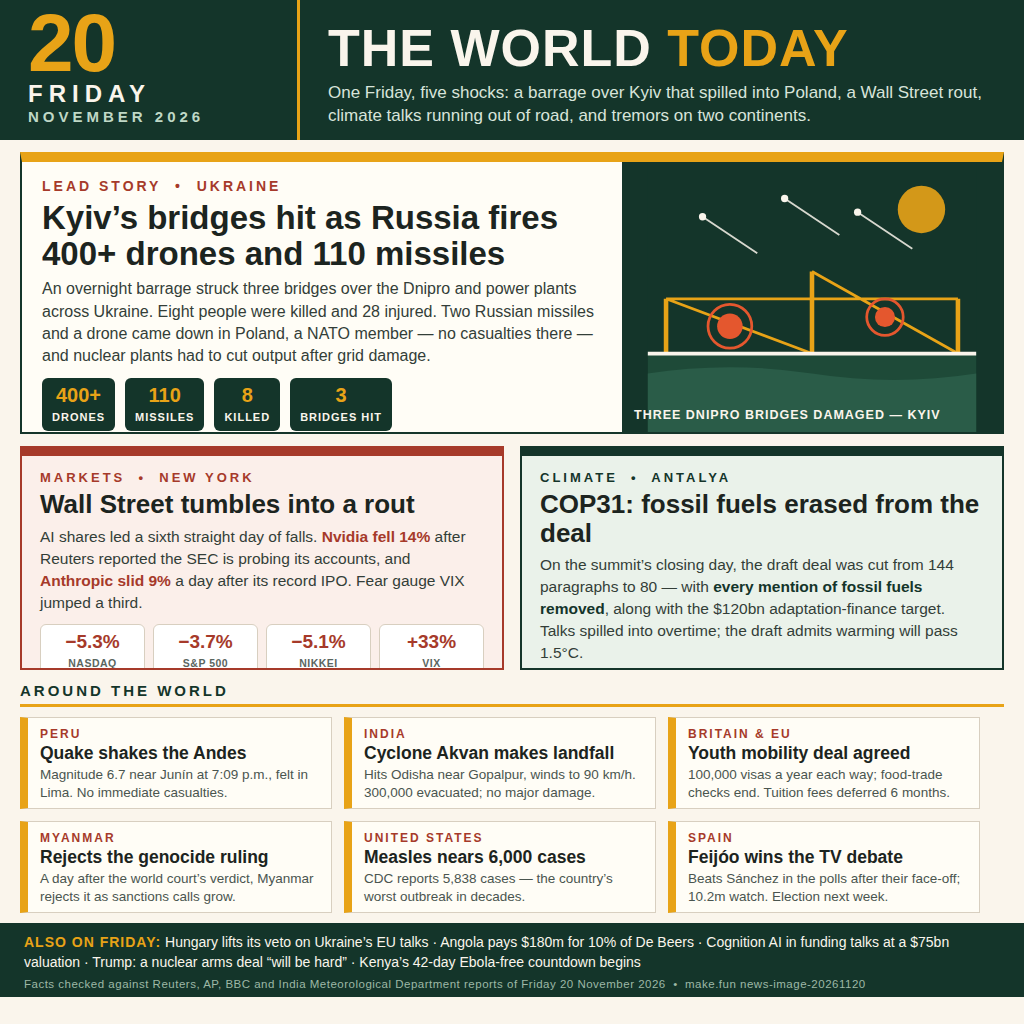 20
FRIDAY
NOVEMBER 2026
THE WORLD TODAY
One Friday, five shocks: a barrage over Kyiv that spilled into Poland, a Wall Street rout,
climate talks running out of road, and tremors on two continents.
LEAD STORY • UKRAINE
Kyiv’s bridges hit as Russia fires
400+ drones and 110 missiles
An overnight barrage struck three bridges over the Dnipro and power plants
across Ukraine. Eight people were killed and 28 injured. Two Russian missiles
and a drone came down in Poland, a NATO member — no casualties there —
and nuclear plants had to cut output after grid damage.
400+
DRONES
110
MISSILES
8
KILLED
3
BRIDGES HIT
THREE DNIPRO BRIDGES DAMAGED — KYIV
MARKETS • NEW YORK
Wall Street tumbles into a rout
AI shares led a sixth straight day of falls. Nvidia fell 14% after
Reuters reported the SEC is probing its accounts, and
Anthropic slid 9% a day after its record IPO. Fear gauge VIX
jumped a third.
−5.3%
NASDAQ
−3.7%
S&P 500
−5.1%
NIKKEI
+33%
VIX
CLIMATE • ANTALYA
COP31: fossil fuels erased from the
deal
On the summit’s closing day, the draft deal was cut from 144
paragraphs to 80 — with every mention of fossil fuels
removed, along with the $120bn adaptation-finance target.
Talks spilled into overtime; the draft admits warming will pass
1.5°C.
AROUND THE WORLD
PERU
Quake shakes the Andes
Magnitude 6.7 near Junín at 7:09 p.m., felt in
Lima. No immediate casualties.
INDIA
Cyclone Akvan makes landfall
Hits Odisha near Gopalpur, winds to 90 km/h.
300,000 evacuated; no major damage.
BRITAIN & EU
Youth mobility deal agreed
100,000 visas a year each way; food-trade
checks end. Tuition fees deferred 6 months.
MYANMAR
Rejects the genocide ruling
A day after the world court’s verdict, Myanmar
rejects it as sanctions calls grow.
UNITED STATES
Measles nears 6,000 cases
CDC reports 5,838 cases — the country’s
worst outbreak in decades.
SPAIN
Feijóo wins the TV debate
Beats Sánchez in the polls after their face-off;
10.2m watch. Election next week.
ALSO ON FRIDAY: Hungary lifts its veto on Ukraine’s EU talks · Angola pays $180m for 10% of De Beers · Cognition AI in funding talks at a $75bn
valuation · Trump: a nuclear arms deal “will be hard” · Kenya’s 42-day Ebola-free countdown begins
Facts checked against Reuters, AP, BBC and India Meteorological Department reports of Friday 20 November 2026 • make.fun news-image-20261120